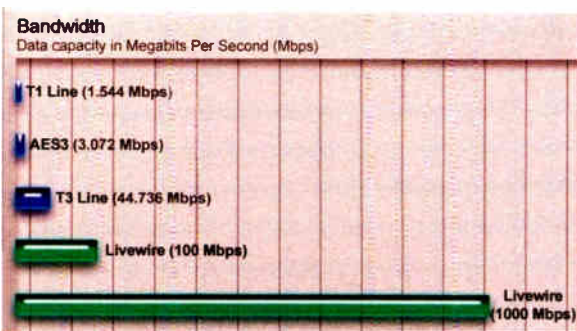 Bandwidth
Data capacity in Megabits Per Second (Mbps)
T1 Line (1.544 Mbps)
AES3 (3.072 Mbps)
T3 Line (44.736 Mbps)
Livewire (100 Mbps)
Livewire
(1000 Mbps)